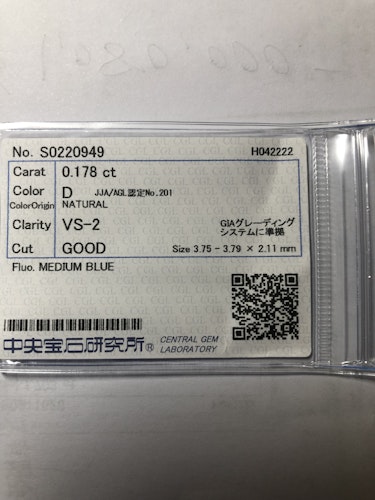 No. S0220949 H042222
Carat 0.178 ct
Color D JJA/AGL認定No.201
ColorOrigin NATURAL
Clarity VS-2 GIAグレーディング
システムに準拠
Cut GOOD Size 3.75 - 3.79 × 2.11 mm
Fluo. MEDIUM BLUE
中央宝石研究所® CENTRAL GEM
LABORATORY